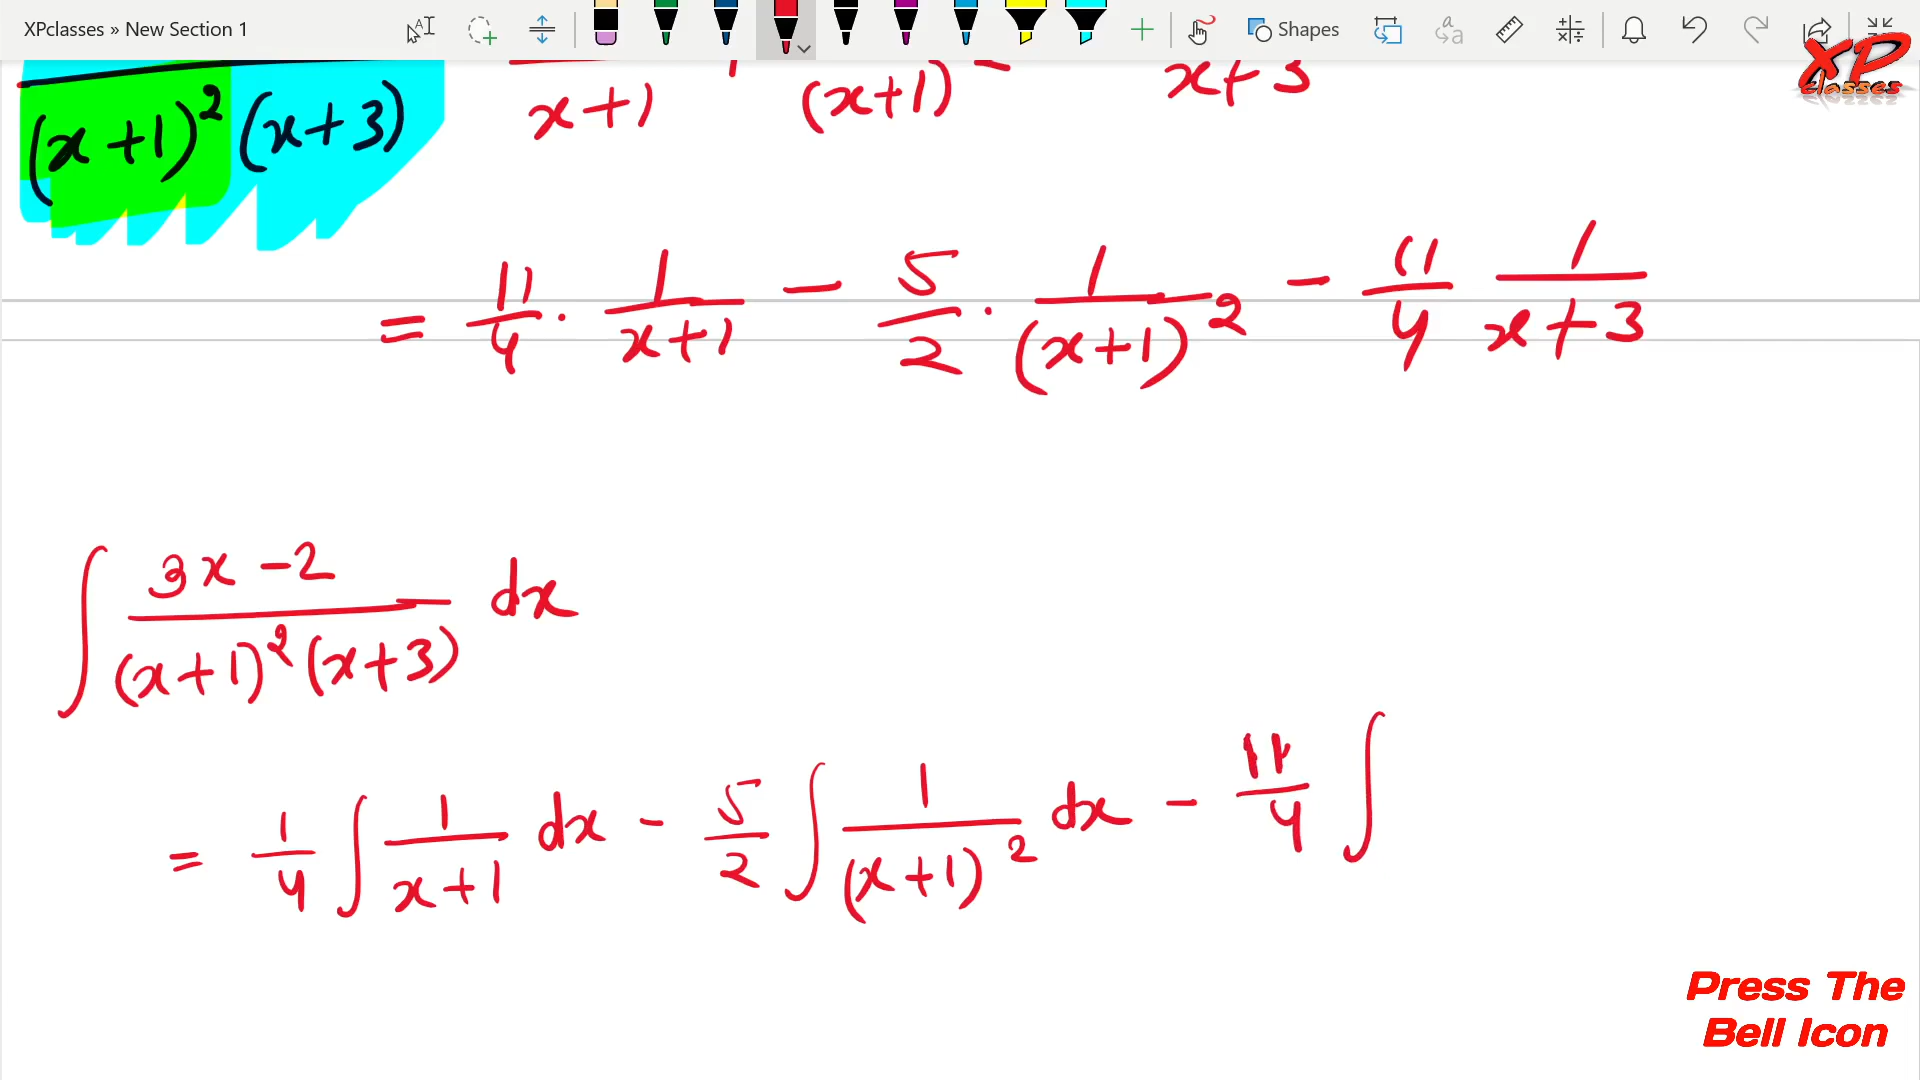 XPclasses » New Section 1
Shapes
XP
classes
(x+1)²(x+3)
x+1 (x+1) x+3
= 11/4 · 1/(x+1) − 5/2 · 1/(x+1)² − 11/4 1/(x+3)
∫ (3x−2)/((x+1)²(x+3)) dx
= 1/4 ∫ 1/(x+1) dx − 5/2 ∫ 1/(x+1)² dx − 11/4 ∫
Press The
Bell Icon